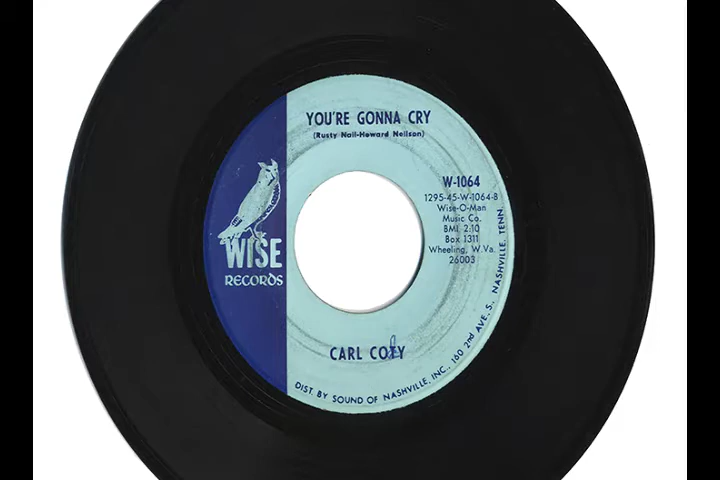 YOU'RE GONNA CRY
(Rusty Nail-Howard Neilson)
W-1064
1295-45-W-1064-B
Wise-O-Man
Music Co.
BMI 2:10
Box 1311
Wheeling, W.Va.
26003
WISE
RECORDS
CARL COTY
DIST. BY SOUND OF NASHVILLE, INC., 160 2nd AVE. S., NASHVILLE, TENN.